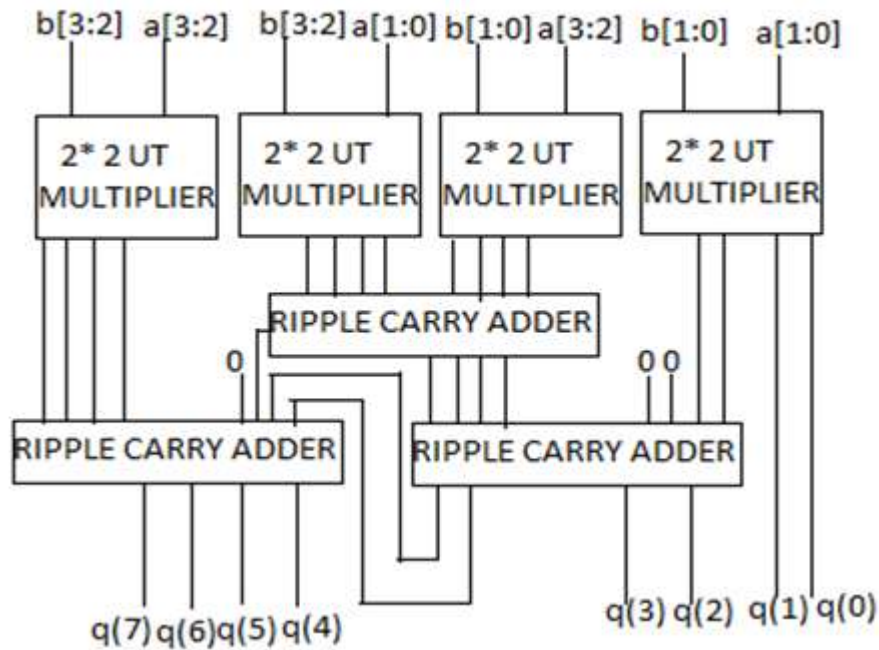 b[3:2] a[3:2] b[3:2] a[1:0] b[1:0] a[3:2] b[1:0] a[1:0]
2* 2 UT
MULTIPLIER
2* 2 UT
MULTIPLIER
2* 2 UT
MULTIPLIER
2* 2 UT
MULTIPLIER
RIPPLE CARRY ADDER
0
0 0
RIPPLE CARRY ADDER
RIPPLE CARRY ADDER
q(7) q(6) q(5) q(4) q(3) q(2) q(1) q(0)